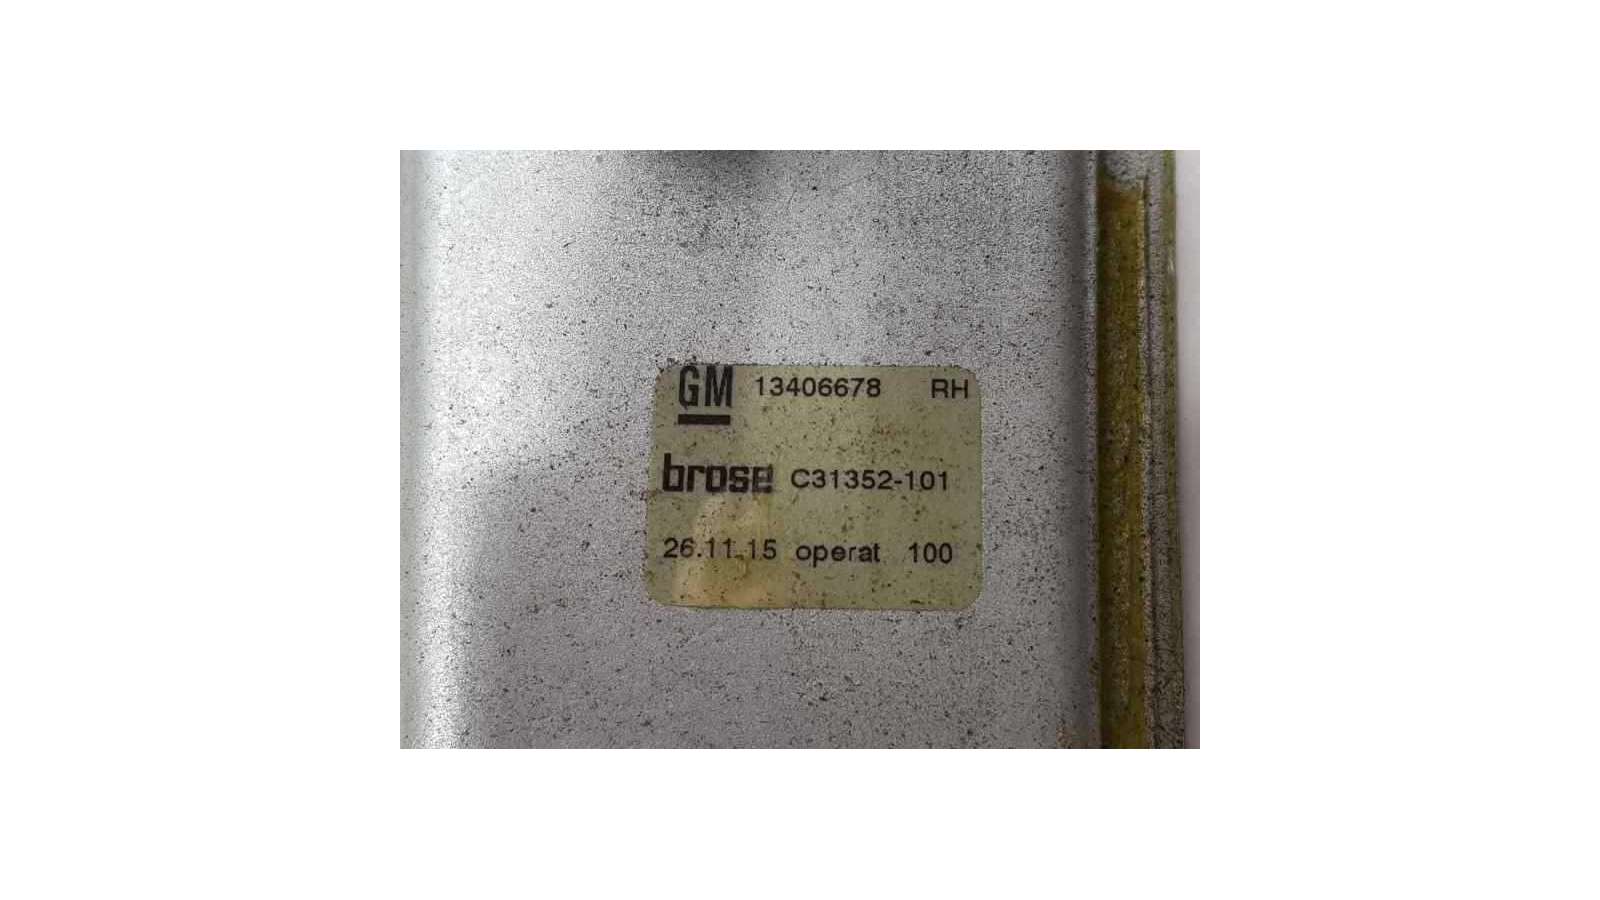 GM 13406678 RH
brose C31352-101
26.11.15 operat 100